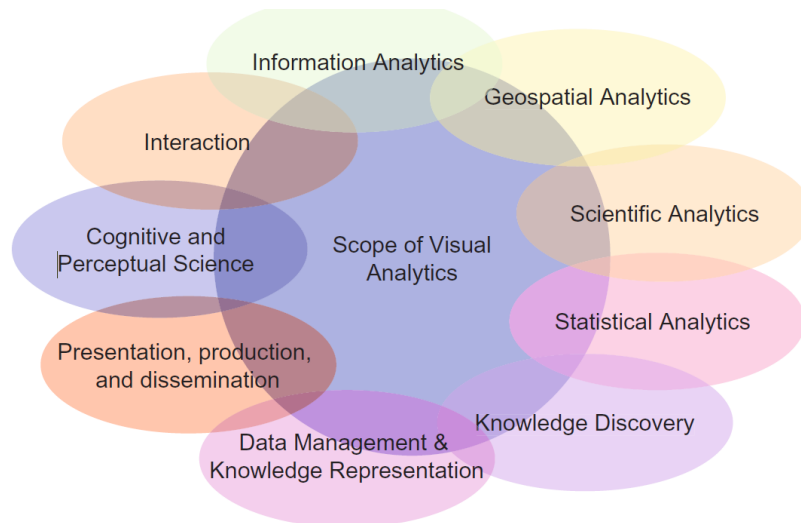 Information Analytics
Geospatial Analytics
Interaction
Scientific Analytics
Cognitive and
Perceptual Science
Scope of Visual
Analytics
Statistical Analytics
Presentation, production,
and dissemination
Knowledge Discovery
Data Management &
Knowledge Representation